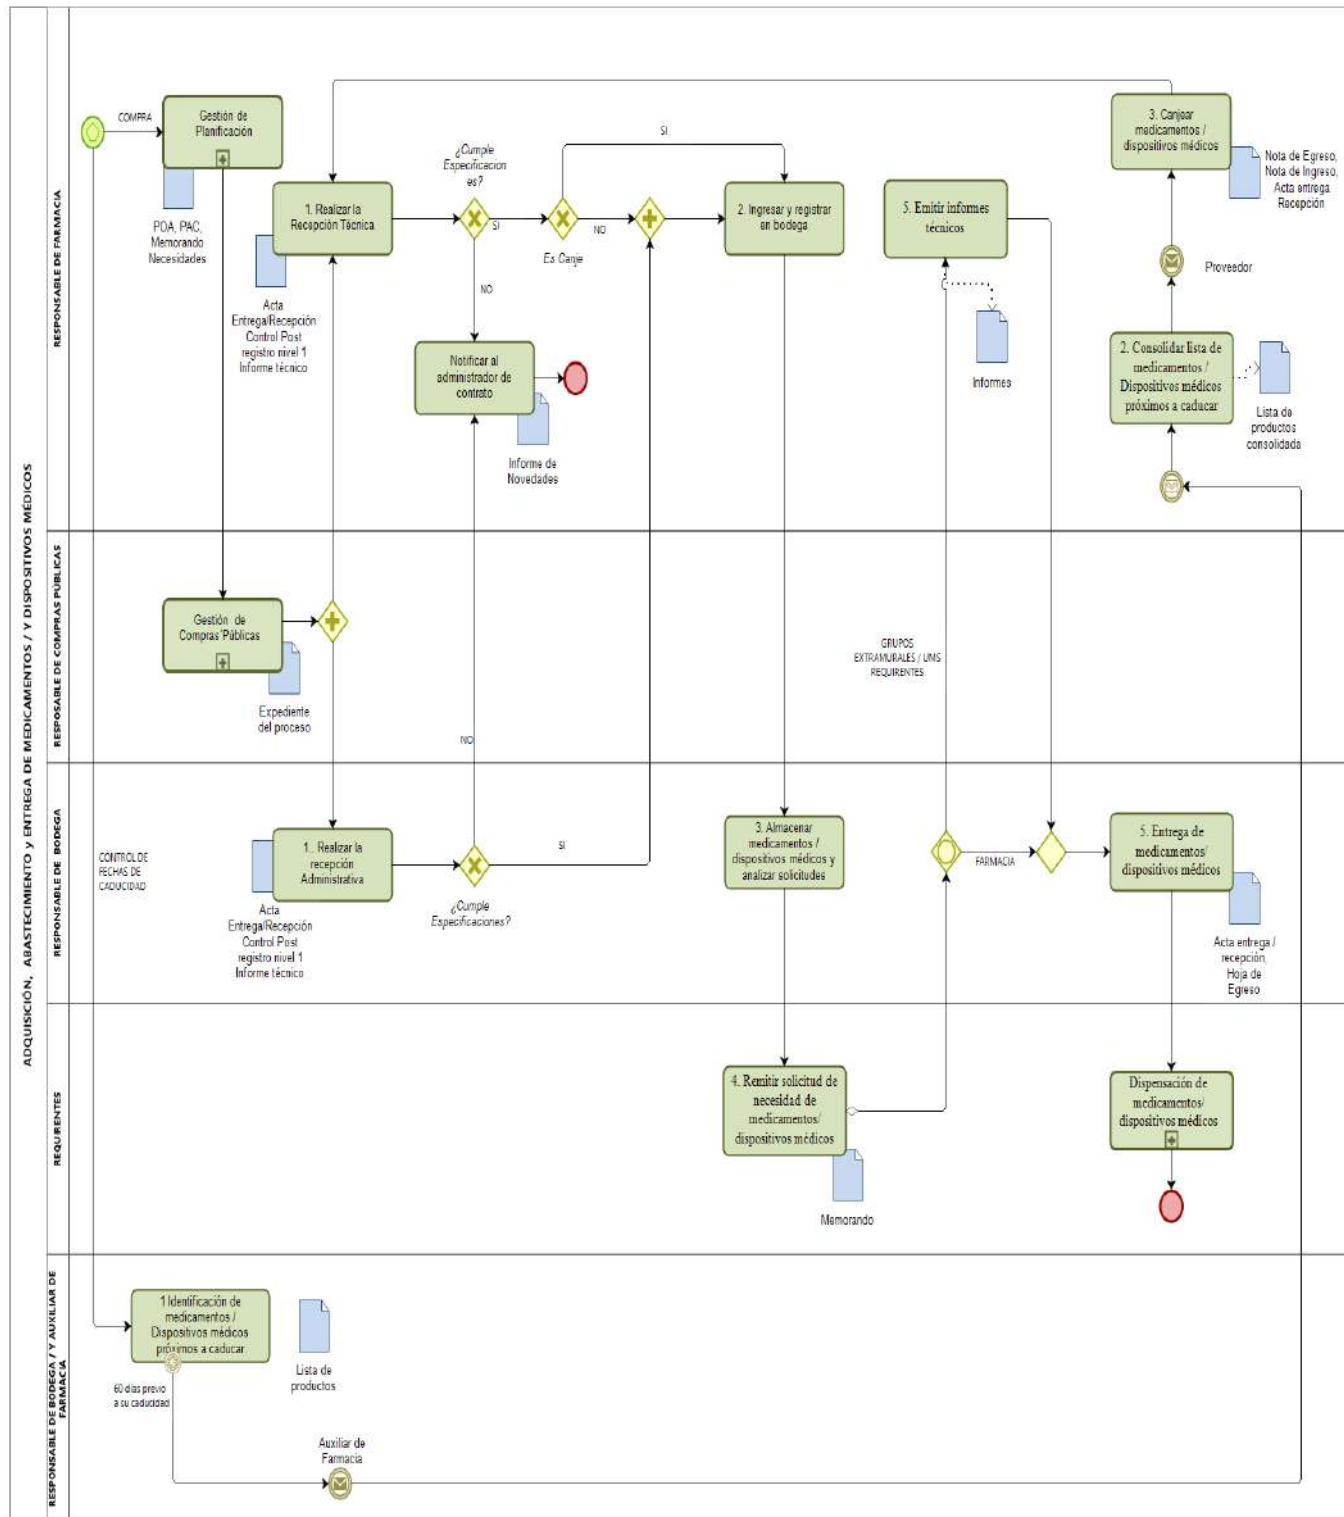 ADQUISICIÓN, ABASTECIMIENTO y ENTREGA DE MEDICAMENTOS / Y DISPOSITIVOS MÉDICOS
RESPONSABLE DE FARMACIA
COMPRA
Gestión de
Planificación
POA, PAC,
Memorando
Necesidades
1. Realizar la
Recepción Técnica
Acta
Entrega/Recepción
Control Post
registro nivel 1
Informe técnico
¿Cumple
Especificacion
es?
SI
NO
Es Canje
NO
SI
Notificar al
administrador de
contrato
Informe de
Novedades
2. Ingresar y registrar
en bodega
5. Emitir informes
técnicos
Informes
3. Canjear
medicamentos /
dispositivos médicos
Nota de Egreso,
Nota de Ingreso,
Acta entrega
Recepción
Proveedor
2. Consolidar lista de
medicamentos /
Dispositivos médicos
próximos a caducar
Lista de
productos
consolidada
RESPOSABLE DE COMPRAS PÚBLICAS
Gestión de
Compras Públicas
Expediente
del proceso
NO
GRUPOS
EXTRAMURALES / UMS
REQUIRENTES
RESPONSABLE DE BODEGA
CONTROL DE
FECHAS DE
CADUCIDAD
1. Realizar la
recepción
Administrativa
Acta
Entrega/Recepción
Control Post
registro nivel 1
Informe técnico
¿Cumple
Especificaciones?
SI
3. Almacenar
medicamentos /
dispositivos médicos y
analizar solicitudes
FARMACIA
5. Entrega de
medicamentos/
dispositivos médicos
Acta entrega /
recepción,
Hoja de
Egreso
REQUIRENTES
4. Remitir solicitud de
necesidad de
medicamentos/
dispositivos médicos
Memorando
Dispensación de
medicamentos/
dispositivos médicos
RESPONSABLE DE BODEGA / Y AUXILIAR DE
FARMACIA
1 Identificación de
medicamentos /
Dispositivos médicos
próximos a caducar
Lista de
productos
60 días previo
a su caducidad
Auxiliar de
Farmacia